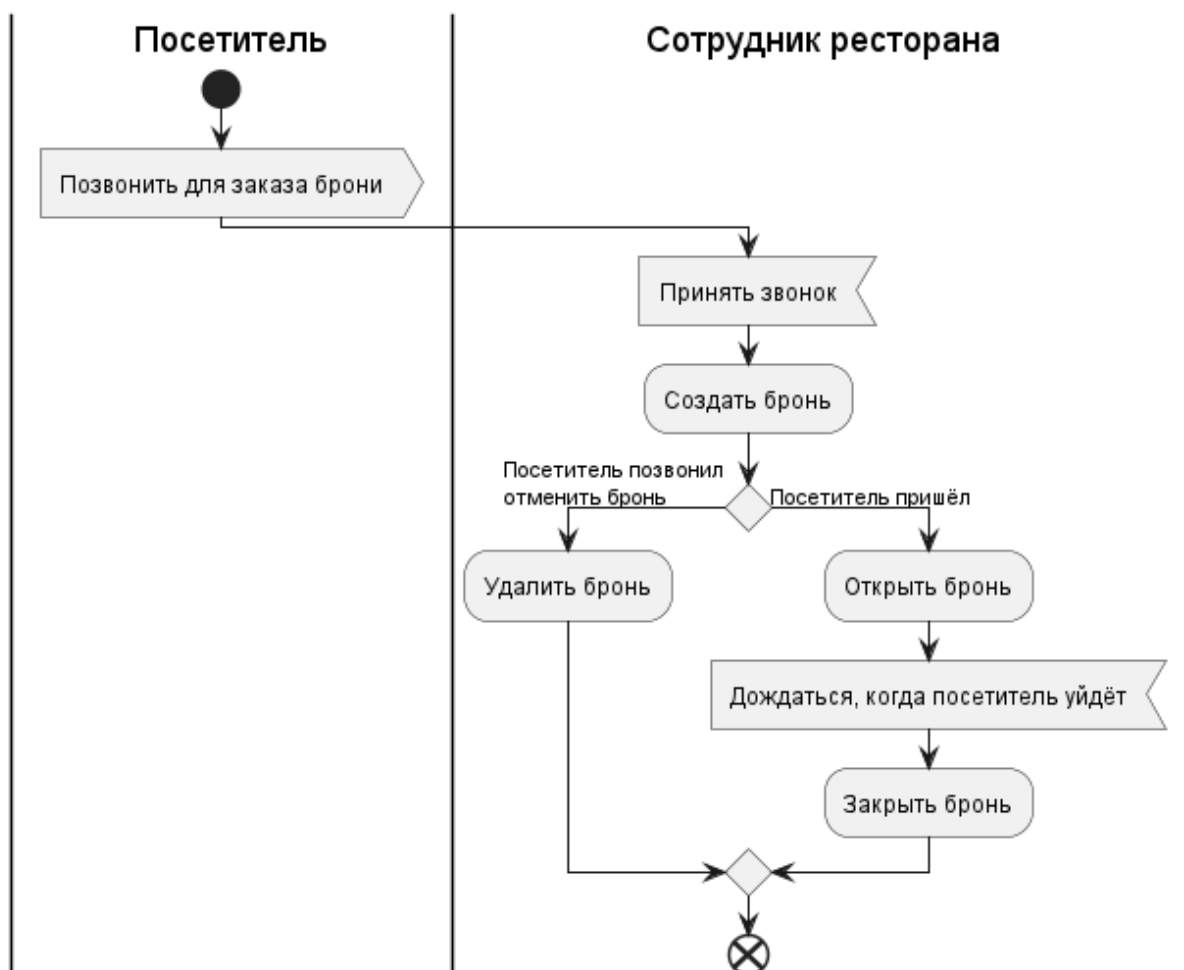 Посетитель
Сотрудник ресторана
Позвонить для заказа брони
Принять звонок
Создать бронь
Посетитель позвонил
отменить бронь
Посетитель пришёл
Удалить бронь
Открыть бронь
Дождаться, когда посетитель уйдёт
Закрыть бронь